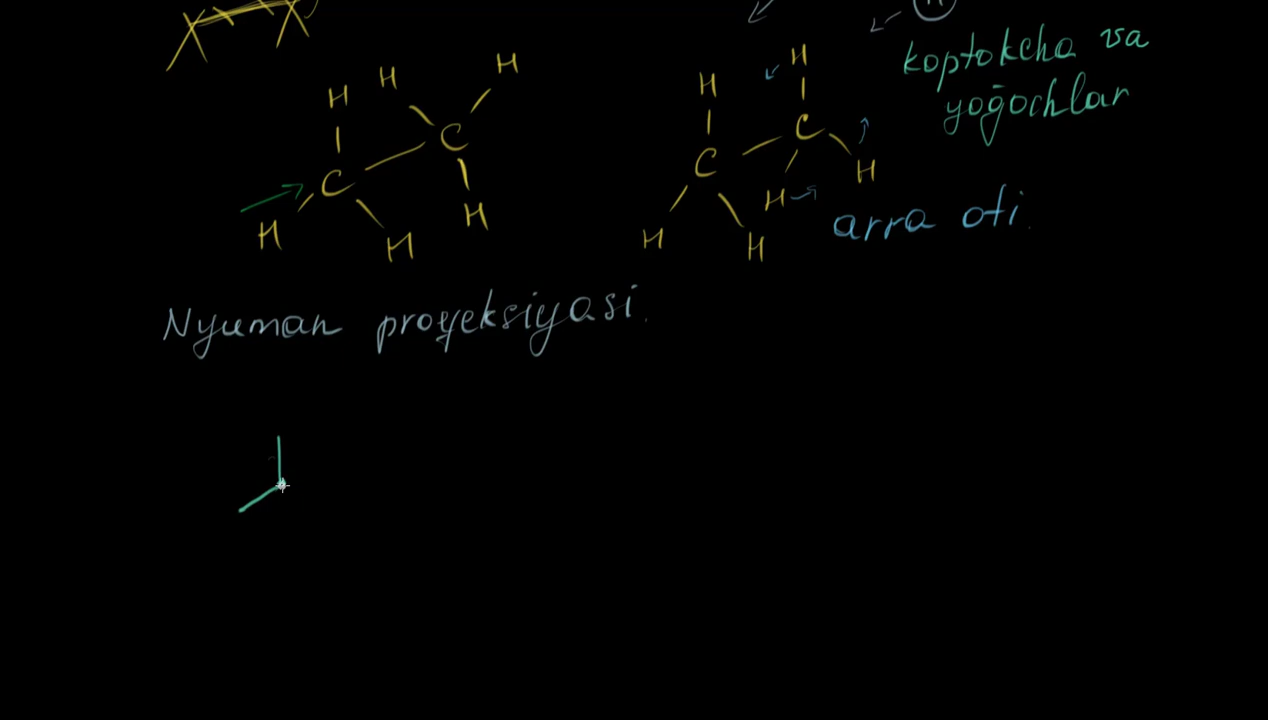 koptokcha va
yoğochlar
H H H
H H
C C
C C
H H H H
H H H H
arra oti.
Nyuman proyeksiyasi.